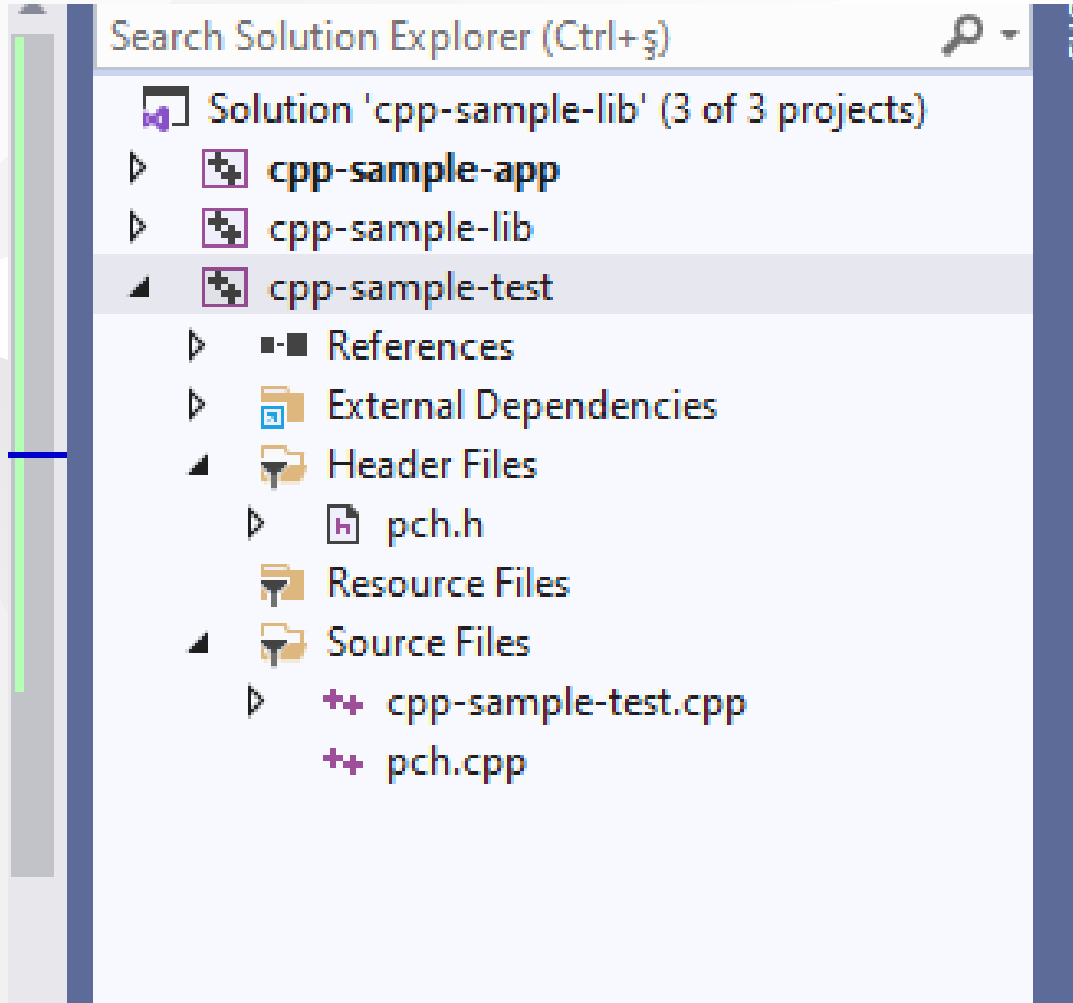 Search Solution Explorer (Ctrl+ş)
Solution 'cpp-sample-lib' (3 of 3 projects)
cpp-sample-app
cpp-sample-lib
cpp-sample-test
References
External Dependencies
Header Files
pch.h
Resource Files
Source Files
cpp-sample-test.cpp
pch.cpp